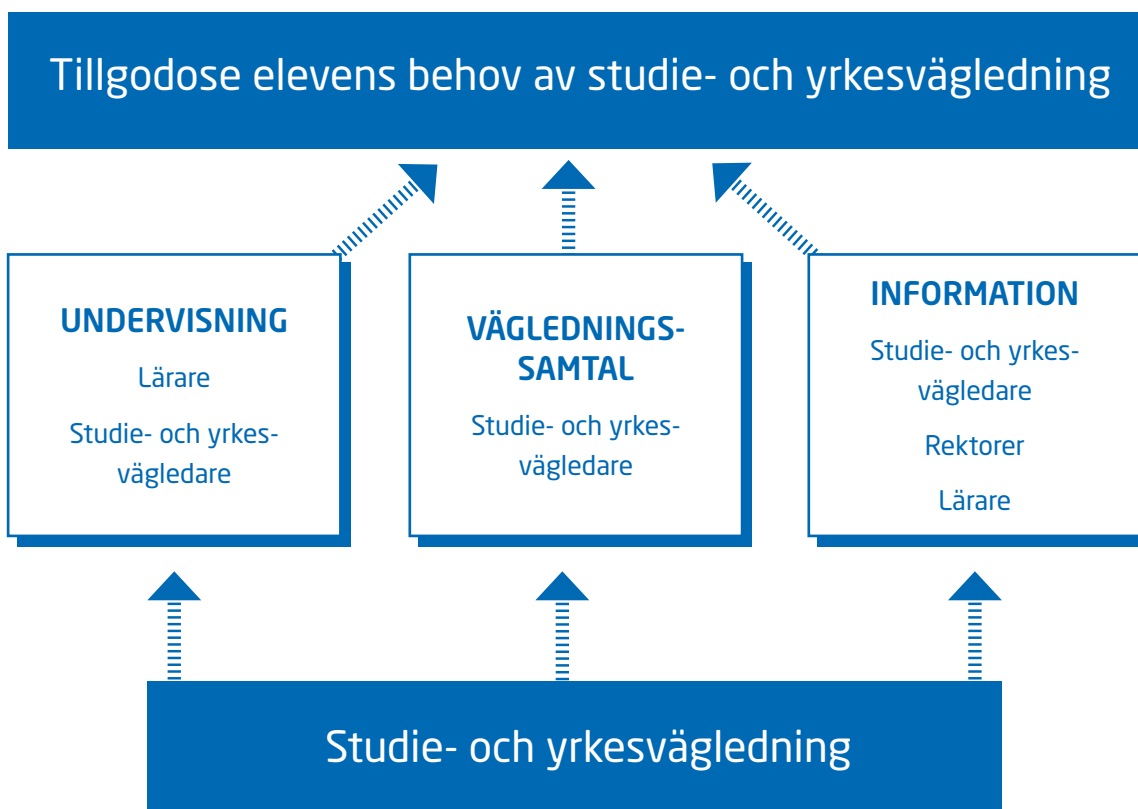 Tillgodose elevens behov av studie- och yrkesvägledning
UNDERVISNING
Lärare
Studie- och yrkes-
vägledare
VÄGLEDNINGS-
SAMTAL
Studie- och yrkes-
vägledare
INFORMATION
Studie- och yrkes-
vägledare
Rektorer
Lärare
Studie- och yrkesvägledning